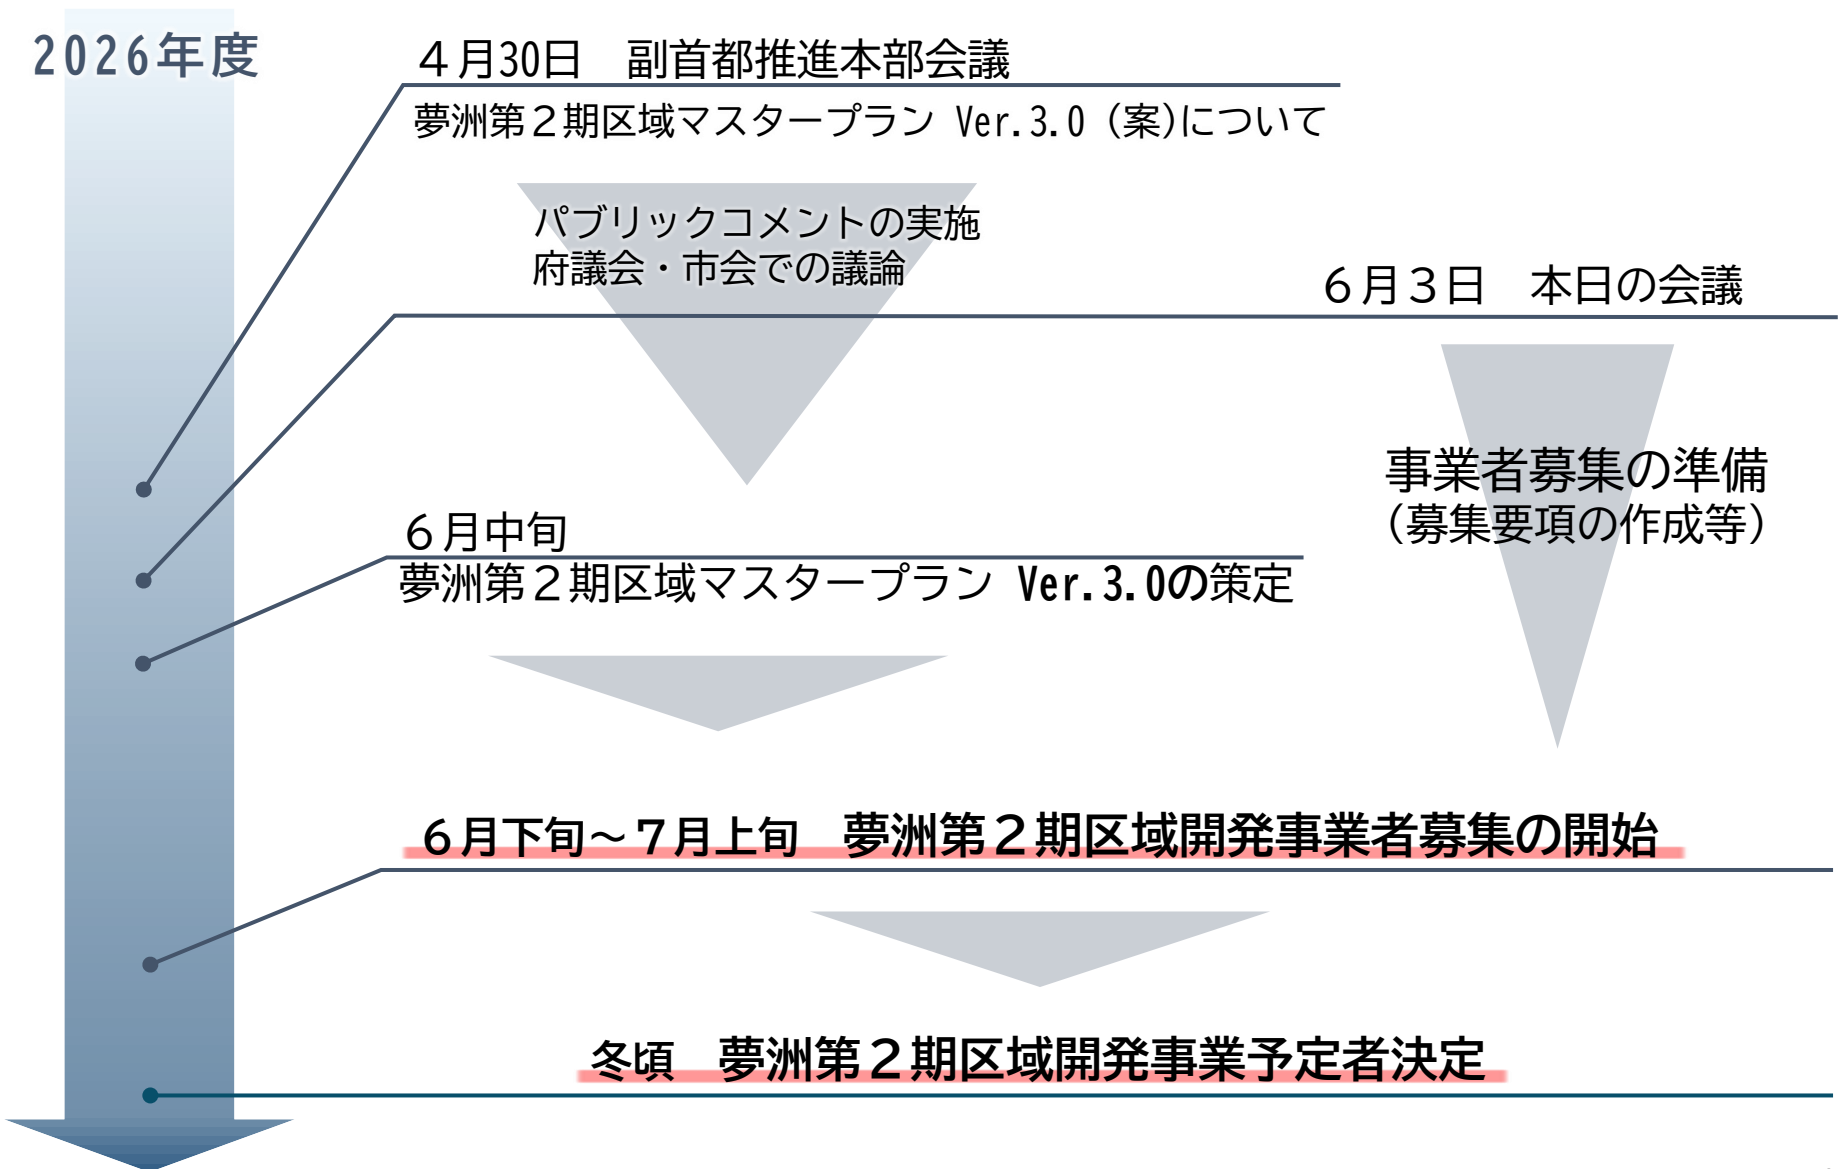 2026年度
４月30日　副首都推進本部会議
夢洲第２期区域マスタープラン Ver.3.0（案）について
パブリックコメントの実施
府議会・市会での議論
６月３日　本日の会議
事業者募集の準備
（募集要項の作成等）
６月中旬
夢洲第２期区域マスタープラン Ver.3.0の策定
６月下旬～７月上旬　夢洲第２期区域開発事業者募集の開始
冬頃　夢洲第２期区域開発事業予定者決定